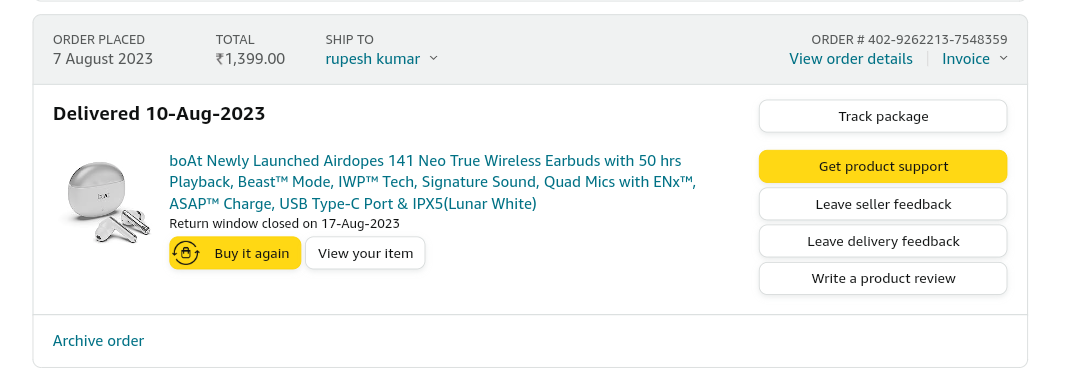 ORDER PLACED
7 August 2023
TOTAL
₹1,399.00
SHIP TO
rupesh kumar
ORDER # 402-9262213-7548359
View order details
Invoice
Delivered 10-Aug-2023
boAt Newly Launched Airdopes 141 Neo True Wireless Earbuds with 50 hrs
Playback, Beast™ Mode, IWP™ Tech, Signature Sound, Quad Mics with ENx™,
ASAP™ Charge, USB Type-C Port & IPX5(Lunar White)
Return window closed on 17-Aug-2023
Buy it again
View your item
Track package
Get product support
Leave seller feedback
Leave delivery feedback
Write a product review
Archive order